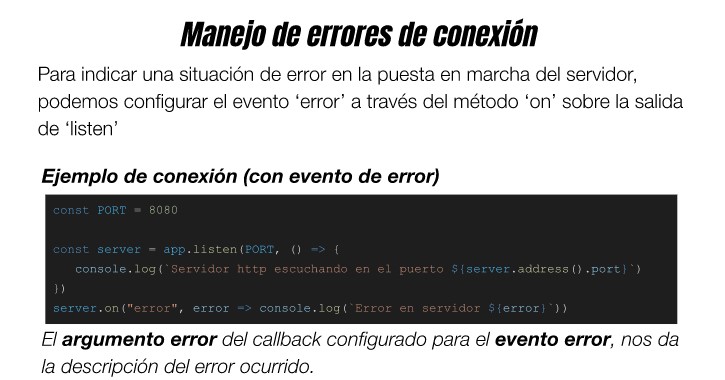 Manejo de errores de conexión
Para indicar una situación de error en la puesta en marcha del servidor,
podemos configurar el evento ‘error’ a través del método ‘on’ sobre la salida
de ‘listen’
Ejemplo de conexión (con evento de error)
const PORT = 8080
const server = app.listen(PORT, () => {
   console.log(`Servidor http escuchando en el puerto ${server.address().port}`)
})
server.on("error", error => console.log(`Error en servidor ${error}`))
El argumento error del callback configurado para el evento error, nos da
la descripción del error ocurrido.